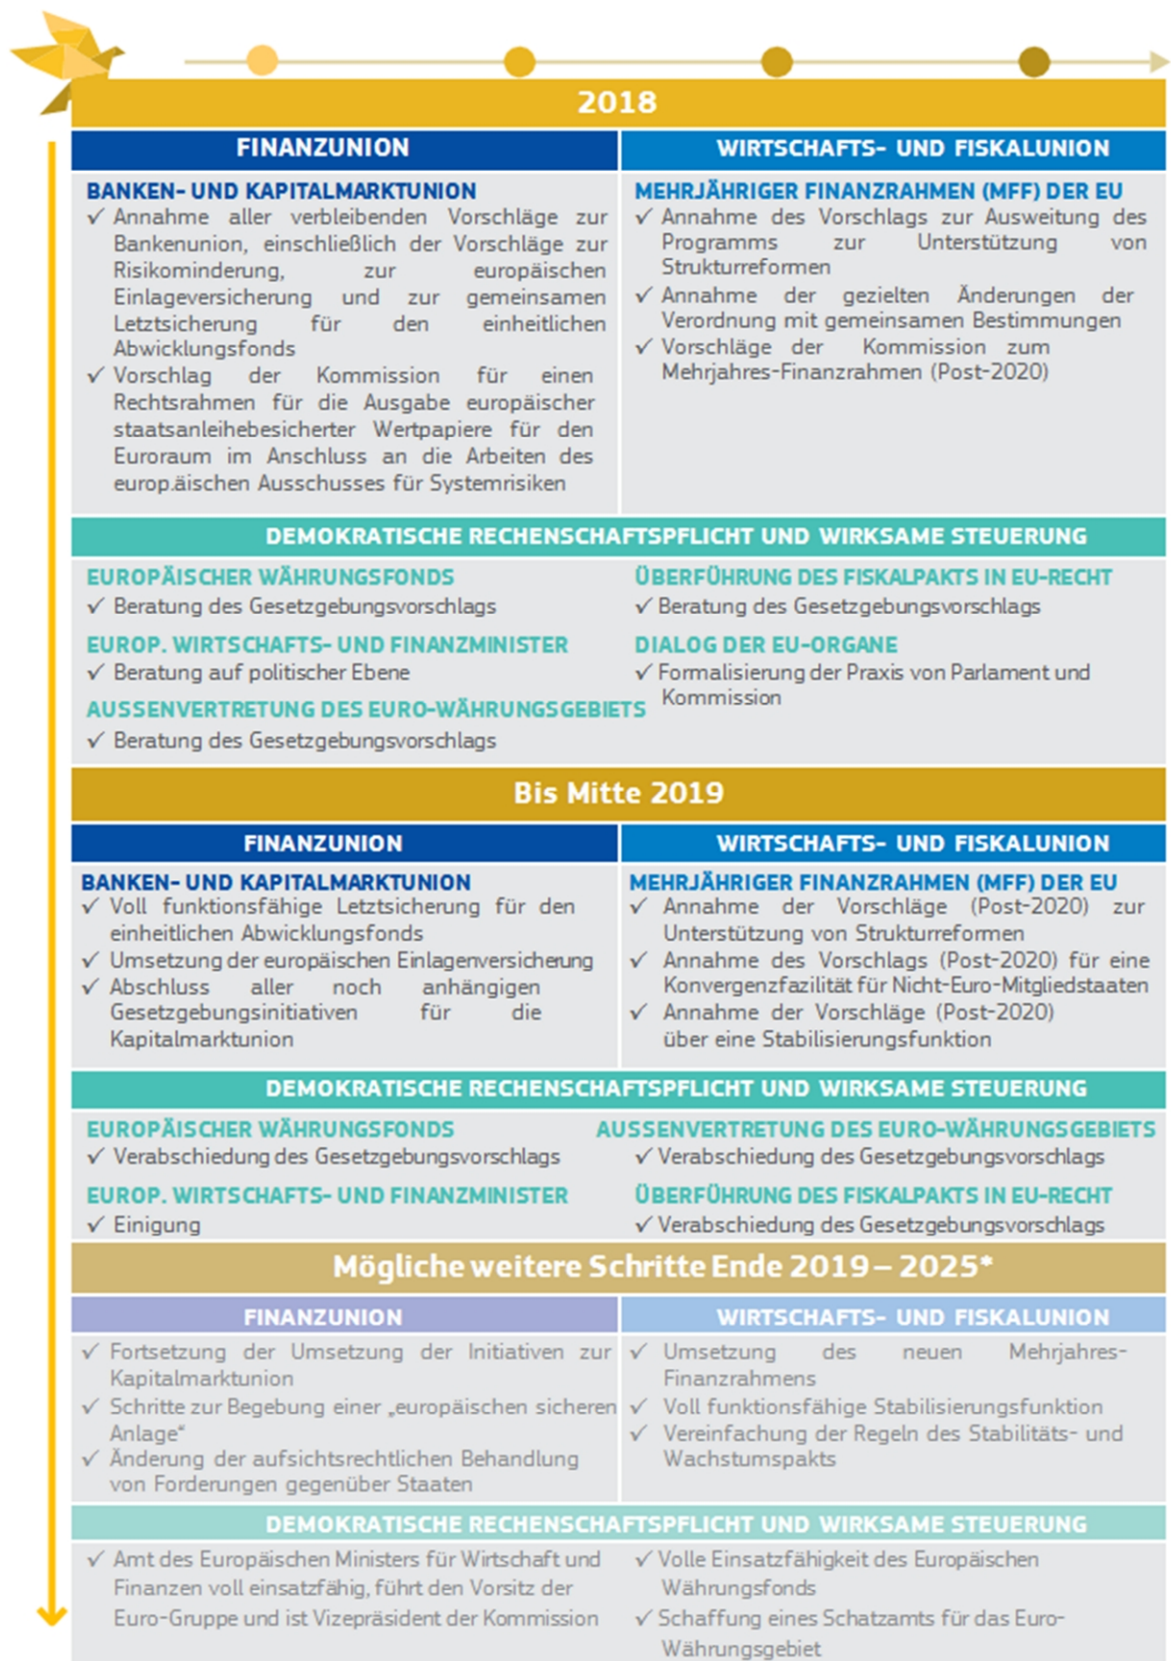 2018
FINANZUNION
BANKEN- UND KAPITALMARKTUNION
✓ Annahme aller verbleibenden Vorschläge zur
Bankenunion, einschließlich der Vorschläge zur
Risikominderung, zur europäischen
Einlageversicherung und zur gemeinsamen
Letztsicherung für den einheitlichen
Abwicklungsfonds
✓ Vorschlag der Kommission für einen
Rechtsrahmen für die Ausgabe europäischer
staatsanleihebesicherter Wertpapiere für den
Euroraum im Anschluss an die Arbeiten des
europ.äischen Ausschusses für Systemrisiken
WIRTSCHAFTS- UND FISKALUNION
MEHRJÄHRIGER FINANZRAHMEN (MFF) DER EU
✓ Annahme des Vorschlags zur Ausweitung des
Programms zur Unterstützung von
Strukturreformen
✓ Annahme der gezielten Änderungen der
Verordnung mit gemeinsamen Bestimmungen
✓ Vorschläge der Kommission zum
Mehrjahres-Finanzrahmen (Post-2020)
DEMOKRATISCHE RECHENSCHAFTSPFLICHT UND WIRKSAME STEUERUNG
EUROPÄISCHER WÄHRUNGSFONDS
✓ Beratung des Gesetzgebungsvorschlags
EUROP. WIRTSCHAFTS- UND FINANZMINISTER
✓ Beratung auf politischer Ebene
AUSSENVERTRETUNG DES EURO-WÄHRUNGSGEBIETS
✓ Beratung des Gesetzgebungsvorschlags
ÜBERFÜHRUNG DES FISKALPAKTS IN EU-RECHT
✓ Beratung des Gesetzgebungsvorschlags
DIALOG DER EU-ORGANE
✓ Formalisierung der Praxis von Parlament und
Kommission
Bis Mitte 2019
FINANZUNION
BANKEN- UND KAPITALMARKTUNION
✓ Voll funktionsfähige Letztsicherung für den
einheitlichen Abwicklungsfonds
✓ Umsetzung der europäischen Einlagenversicherung
✓ Abschluss aller noch anhängigen
Gesetzgebungsinitiativen für die
Kapitalmarktunion
WIRTSCHAFTS- UND FISKALUNION
MEHRJÄHRIGER FINANZRAHMEN (MFF) DER EU
✓ Annahme der Vorschläge (Post-2020) zur
Unterstützung von Strukturreformen
✓ Annahme des Vorschlags (Post-2020) für eine
Konvergenzfazilität für Nicht-Euro-Mitgliedstaaten
✓ Annahme der Vorschläge (Post-2020)
über eine Stabilisierungsfunktion
DEMOKRATISCHE RECHENSCHAFTSPFLICHT UND WIRKSAME STEUERUNG
EUROPÄISCHER WÄHRUNGSFONDS
✓ Verabschiedung des Gesetzgebungsvorschlags
EUROP. WIRTSCHAFTS- UND FINANZMINISTER
✓ Einigung
AUSSENVERTRETUNG DES EURO-WÄHRUNGSGEBIETS
✓ Verabschiedung des Gesetzgebungsvorschlags
ÜBERFÜHRUNG DES FISKALPAKTS IN EU-RECHT
✓ Verabschiedung des Gesetzgebungsvorschlags
Mögliche weitere Schritte Ende 2019 – 2025*
FINANZUNION
✓ Fortsetzung der Umsetzung der Initiativen zur
Kapitalmarktunion
✓ Schritte zur Begebung einer „europäischen sicheren
Anlage“
✓ Änderung der aufsichtsrechtlichen Behandlung
von Forderungen gegenüber Staaten
WIRTSCHAFTS- UND FISKALUNION
✓ Umsetzung des neuen Mehrjahres-
Finanzrahmens
✓ Voll funktionsfähige Stabilisierungsfunktion
✓ Vereinfachung der Regeln des Stabilitäts- und
Wachstumspakts
DEMOKRATISCHE RECHENSCHAFTSPFLICHT UND WIRKSAME STEUERUNG
✓ Amt des Europäischen Ministers für Wirtschaft und
Finanzen voll einsatzfähig, führt den Vorsitz der
Euro-Gruppe und ist Vizepräsident der Kommission
✓ Volle Einsatzfähigkeit des Europäischen
Währungsfonds
✓ Schaffung eines Schatzamts für das Euro-
Währungsgebiet